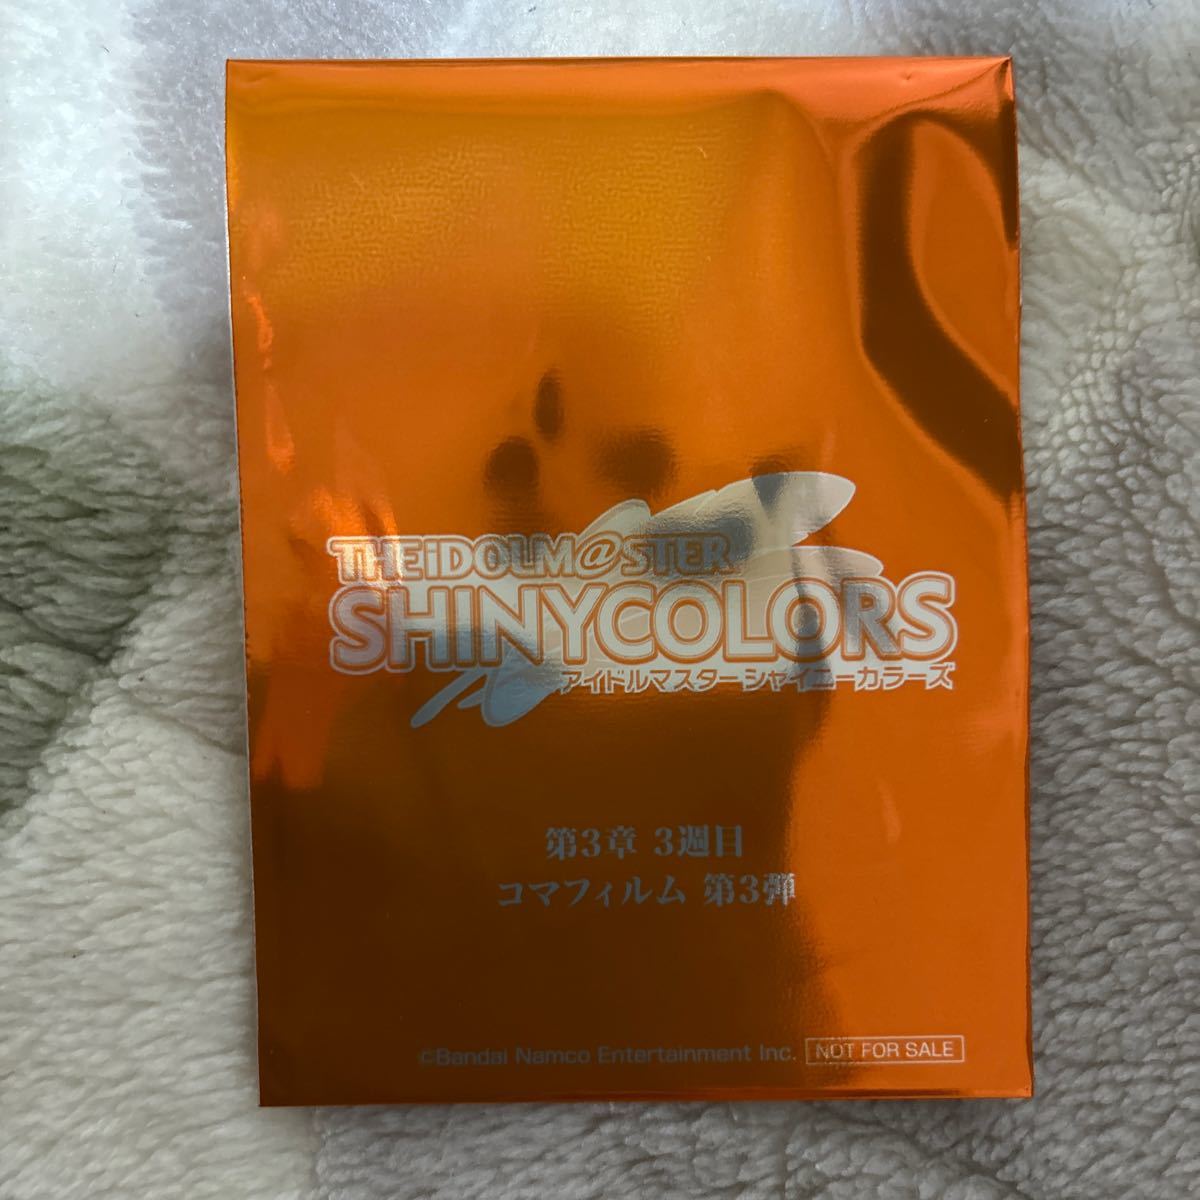 THE iDOLM@STER
SHINYCOLORS
アイドルマスター シャイニーカラーズ
第3章 3週目
コマフィルム 第3弾
©Bandai Namco Entertainment Inc. NOT FOR SALE